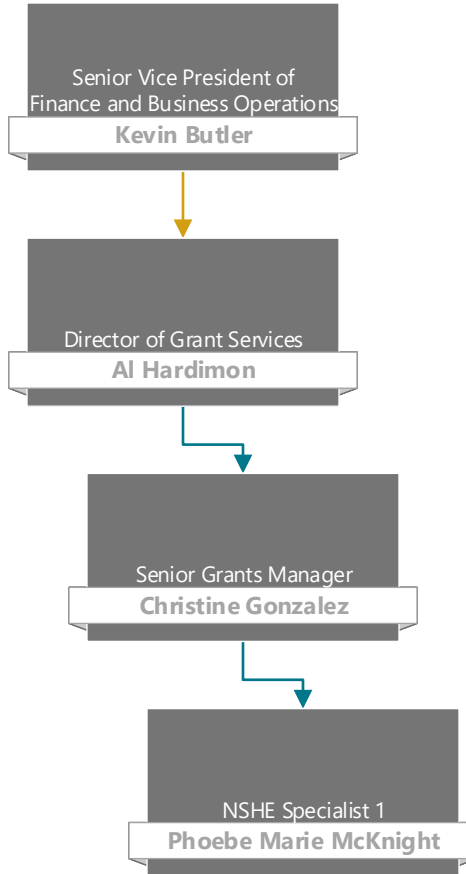 Senior Vice President of
Finance and Business Operations
Kevin Butler
Director of Grant Services
Al Hardimon
Senior Grants Manager
Christine Gonzalez
NSHE Specialist 1
Phoebe Marie McKnight